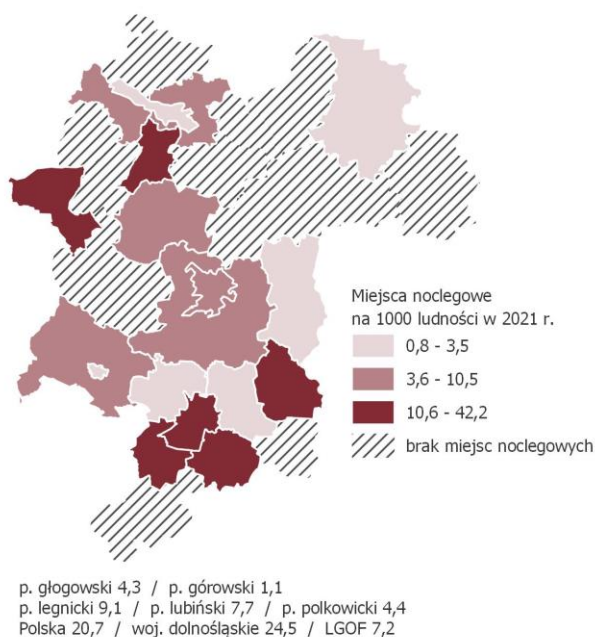 Miejsca noclegowe
na 1000 ludności w 2021 r.
0,8 - 3,5
3,6 - 10,5
10,6 - 42,2
brak miejsc noclegowych
p. głogowski 4,3 / p. górowski 1,1
p. legnicki 9,1 / p. lubiński 7,7 / p. polkowicki 4,4
Polska 20,7 / woj. dolnośląskie 24,5 / LGOF 7,2